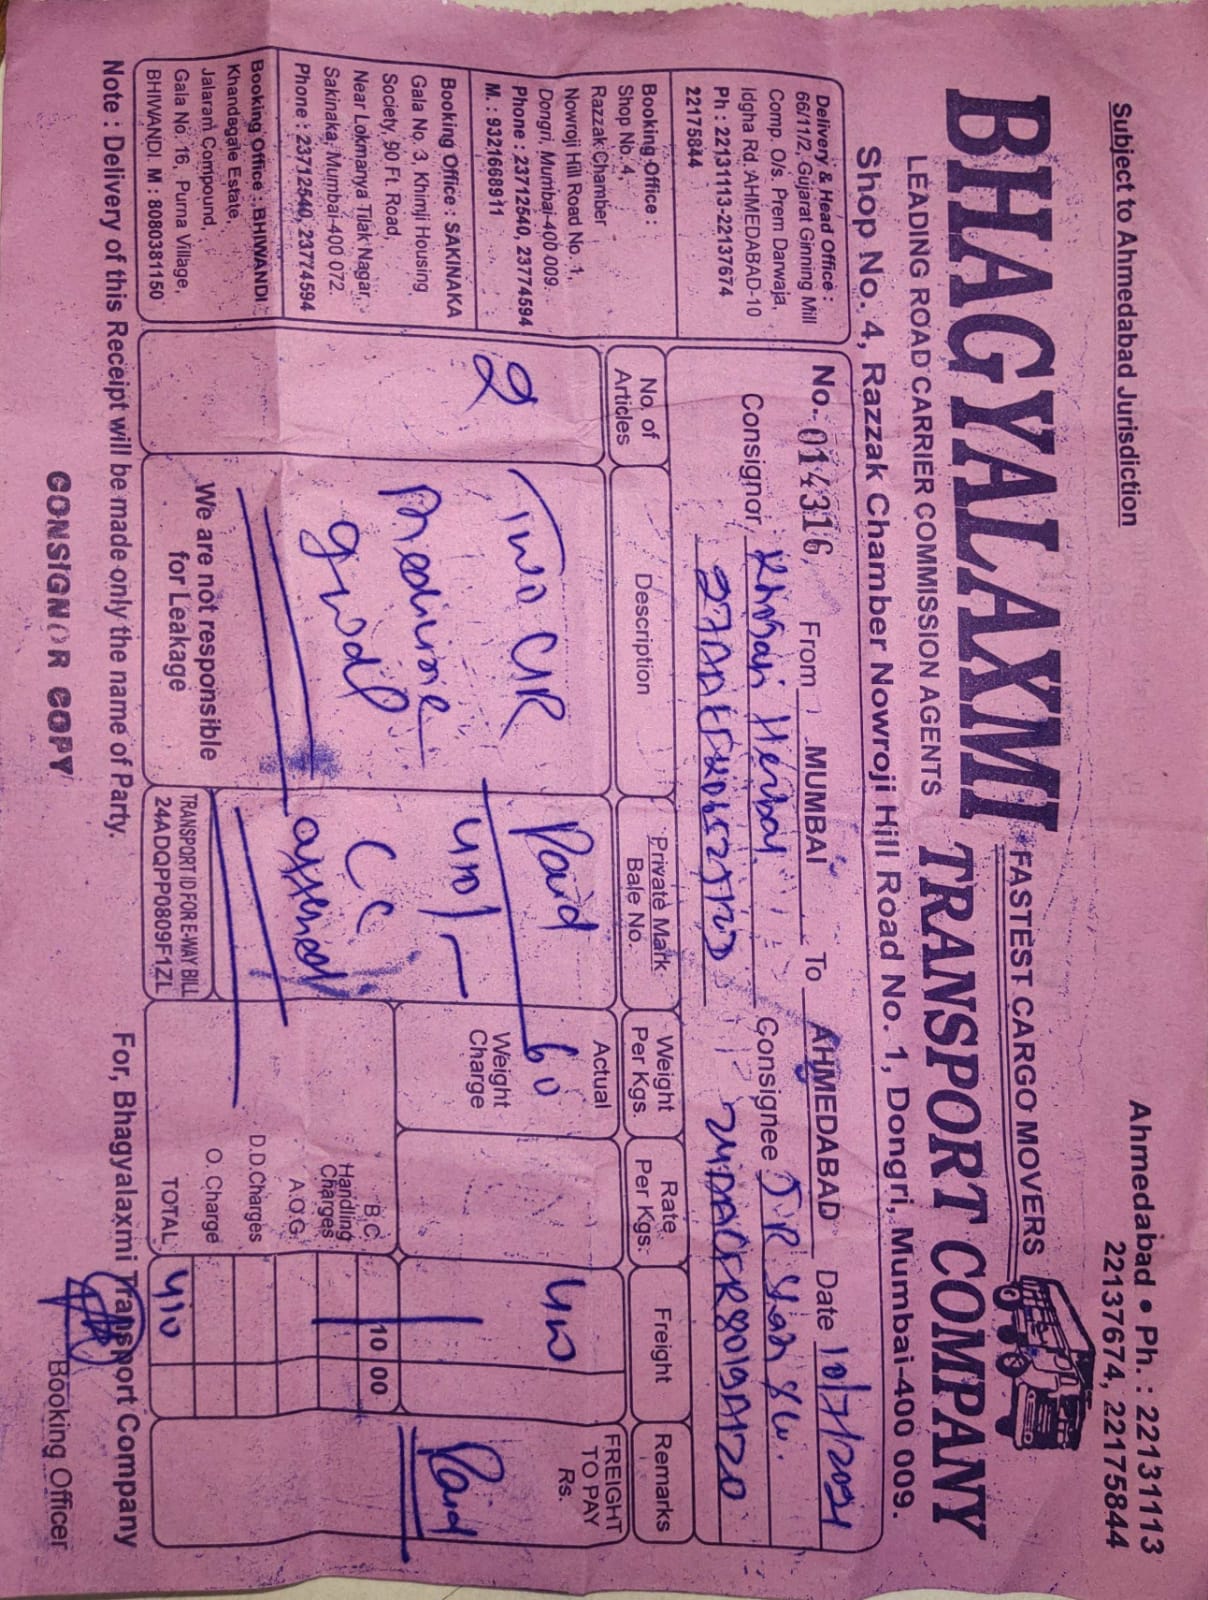 Subject to Ahmedabad Jurisdiction
Ahmedabad • Ph. : 22131113
22137674, 22175844
BHAGYALAXMI FASTEST CARGO MOVERS
TRANSPORT COMPANY
LEADING ROAD CARRIER COMMISSION AGENTS
Shop No. 4, Razzak Chamber Nowroji Hill Road No. 1, Dongri, Mumbai-400 009.
Delivery & Head Office :
66/11/2, Gujarat Ginning Mill
Comp. O/s. Prem Darwaja,
Idgha Rd. AHMEDABAD-10
Ph : 22131113-22137674
22175844
Booking Office :
Shop No. 4,
Razzak Chamber
Nowroji Hill Road No. 1,
Dongri, Mumbai-400 009.
Phone : 23712540, 23774594
M. : 9321668911
Booking Office : SAKINAKA
Gala No. 3, Khimji Housing
Society, 90 Ft. Road,
Near Lokmanya Tilak Nagar,
Sakinaka, Mumbai-400 072.
Phone : 23712540, 23774594
Booking Office : BHIWANDI
Khandagale Estate,
Jalaram Compound,
Gala No. 16, Purna Village,
BHIWANDI. M : 8080381150
No. 014316 From MUMBAI To AHMEDABAD Date 10/7/2024
Consignor Herbal Consignee
No. of Articles
Description
Private Mark Bale No.
Weight Per Kgs.
Rate Per Kgs.
Freight
Remarks
2
Two
Medicine
good
We are not responsible
for Leakage
Paid
410/-
CC
TRANSPORT ID FOR E-WAY BILL
24ADQPP0809F1ZL
Actual
60
Weight
Charge
B.C. 10 00
Handling
Charges
A.O.G.
D.D.Charges
O. Charge
TOTAL 410
FREIGHT
TO PAY
Rs.
Paid
Note : Delivery of this Receipt will be made only the name of Party.
For, Bhagyalaxmi Transport Company
CONSIGNOR COPY
Booking Officer